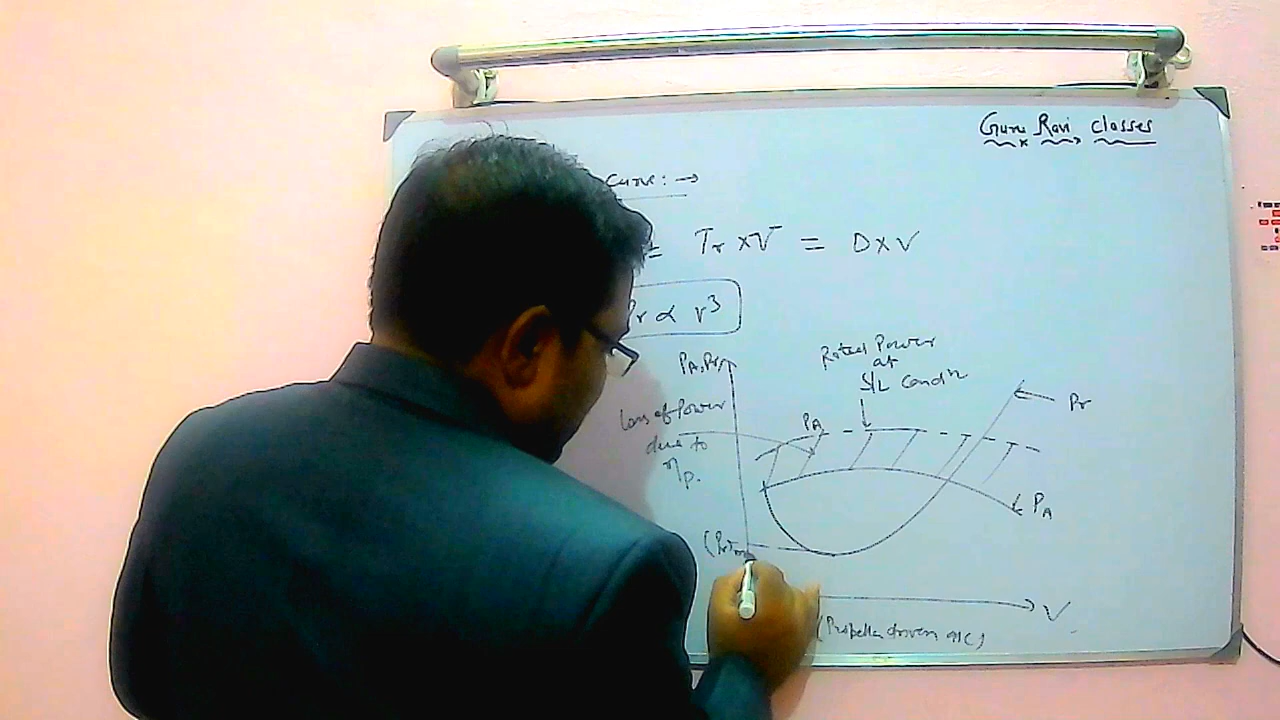 Guru Ravi classes
Curve: →
= Tr × V = D × V
Pr ∝ V³
PA, Pr
Rated Power
at
S/L Condⁿ
Pr
Loss of Power
due to
ηp.
PA
PA
(Pr)m
V
(Propeller driven a/c)